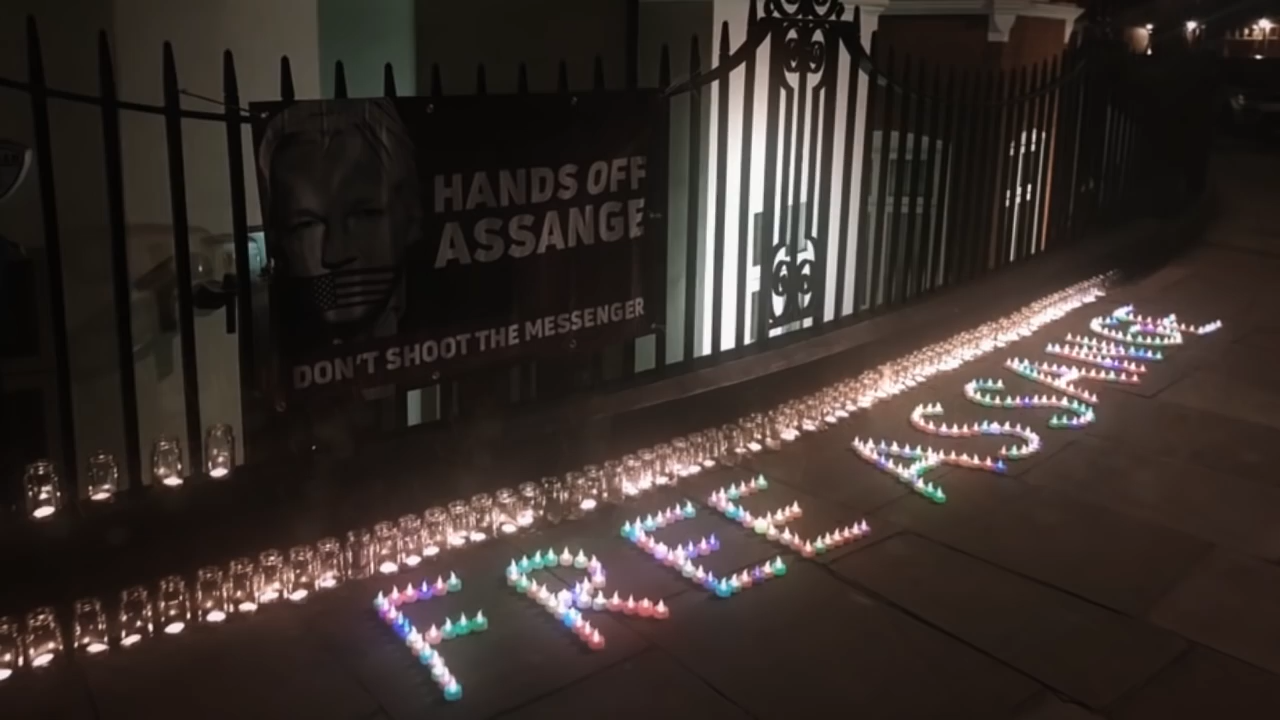 HANDS OFF
ASSANGE
DON'T SHOOT THE MESSENGER
FREE ASSANGE